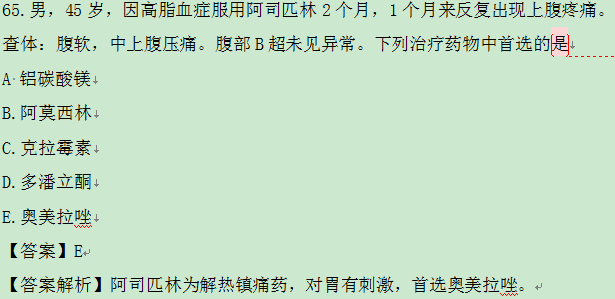 65.男，45 岁，因高脂血症服用阿司匹林 2 个月，1 个月来反复出现上腹疼痛。
查体：腹软，中上腹压痛。腹部 B 超未见异常。下列治疗药物中首选的是
A 铝碳酸镁
B.阿莫西林
C.克拉霉素
D.多潘立酮
E.奥美拉唑
【答案】E
【答案解析】阿司匹林为解热镇痛药，对胃有刺激，首选奥美拉唑。